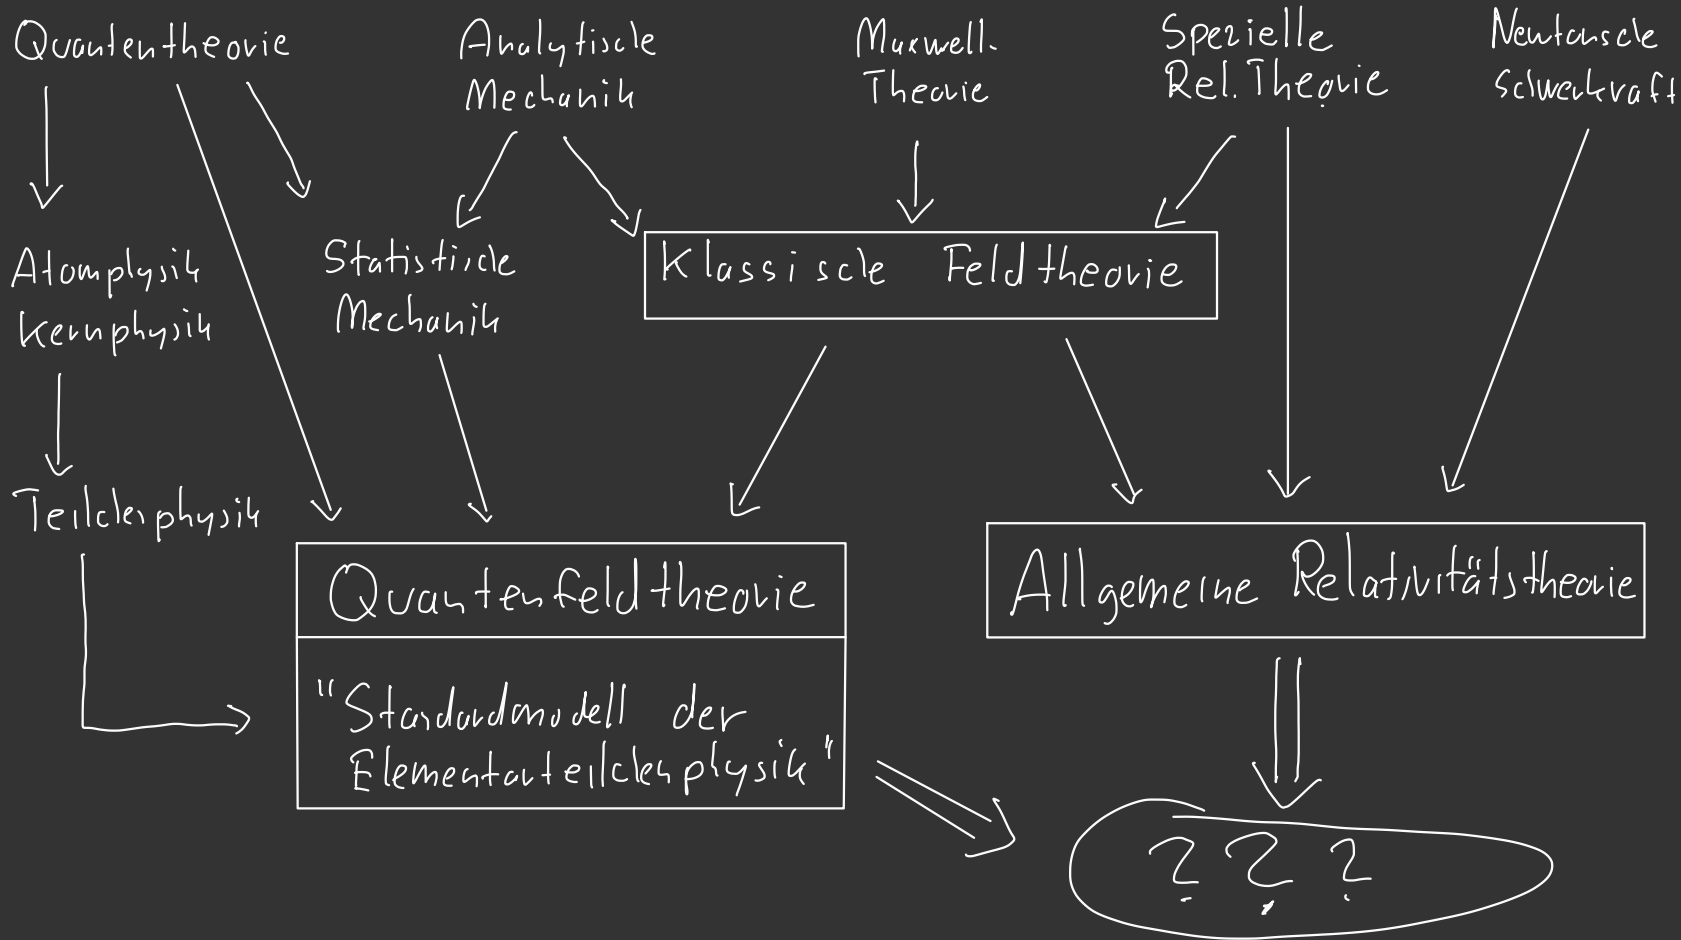 Quantentheorie
Analytische
Mechanik
Maxwell-
Theorie
Spezielle
Rel. Theorie
Newtonsche
Schwerkraft
Atomphysik
Kernphysik
Statistische
Mechanik
Klassische Feldtheorie
Teilchenphysik
Quantenfeldtheorie
"Standardmodell der
Elementarteilchenphysik"
Allgemeine Relativitätstheorie
? ? ?